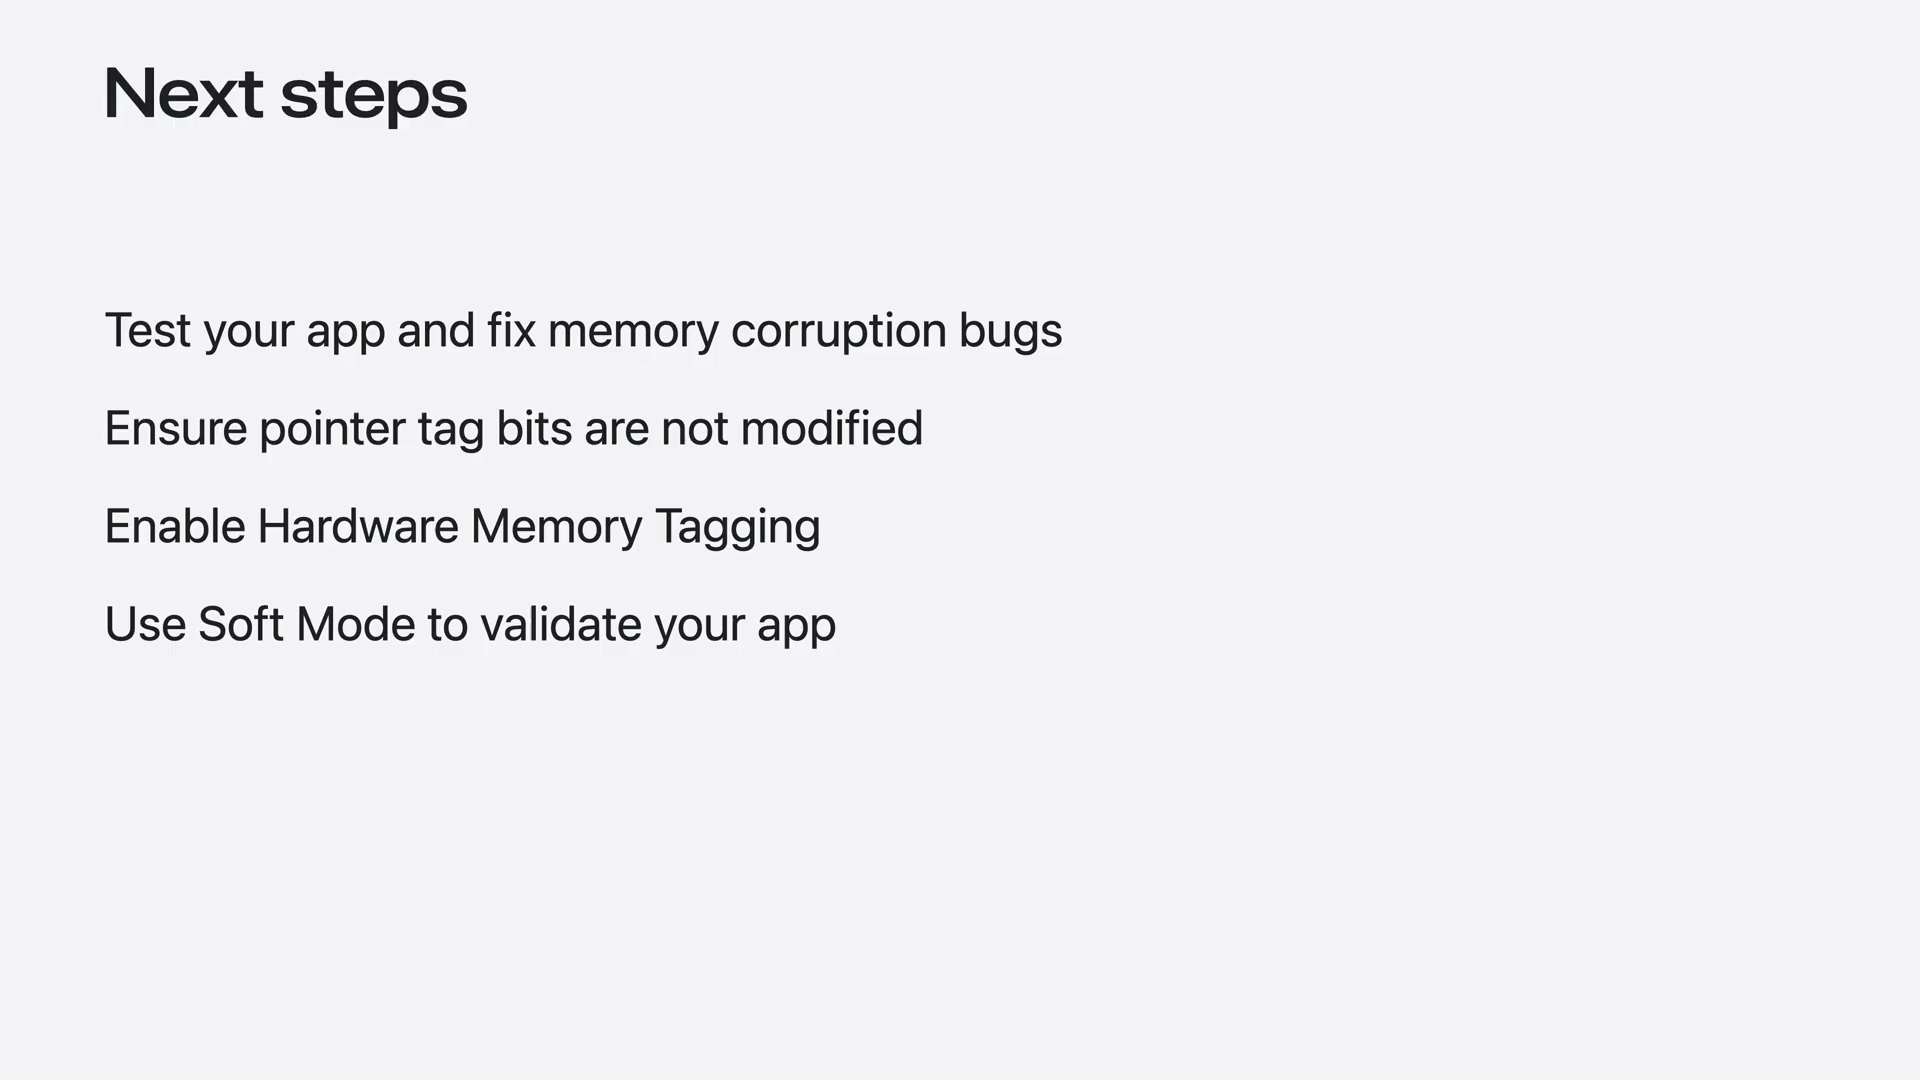 Next steps
Test your app and fix memory corruption bugs
Ensure pointer tag bits are not modified
Enable Hardware Memory Tagging
Use Soft Mode to validate your app